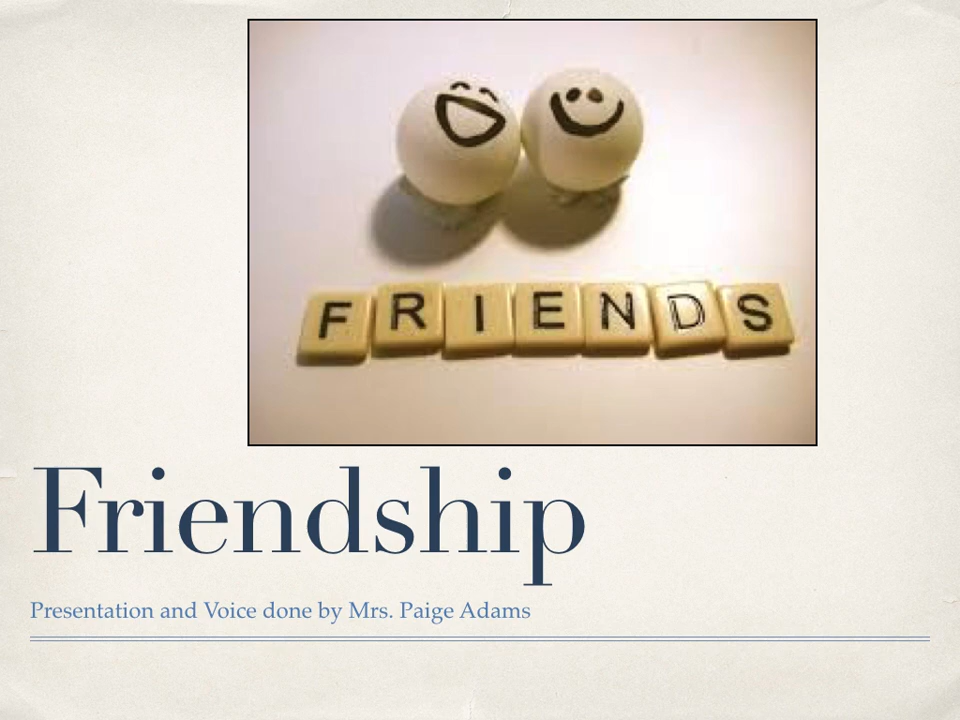 FRIENDS
Friendship
Presentation and Voice done by Mrs. Paige Adams